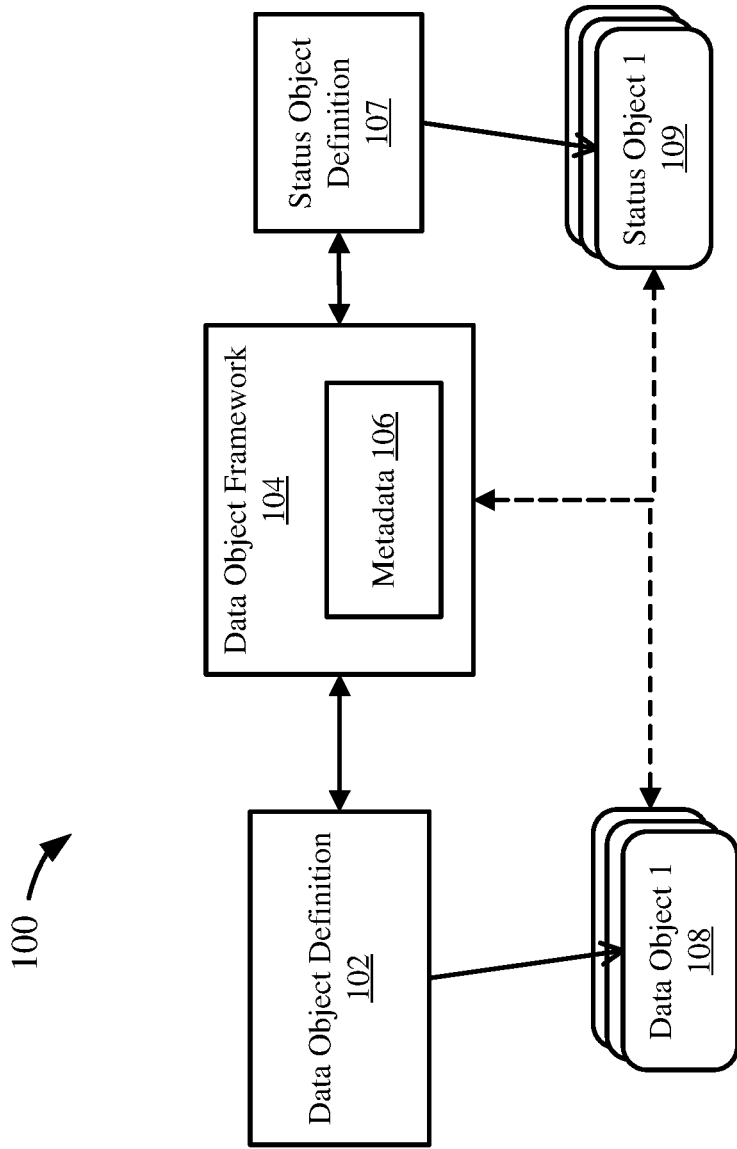 100
Data Object Definition
102
Data Object Framework
104
Metadata 106
Status Object
Definition
107
Data Object 1
108
Status Object 1
109